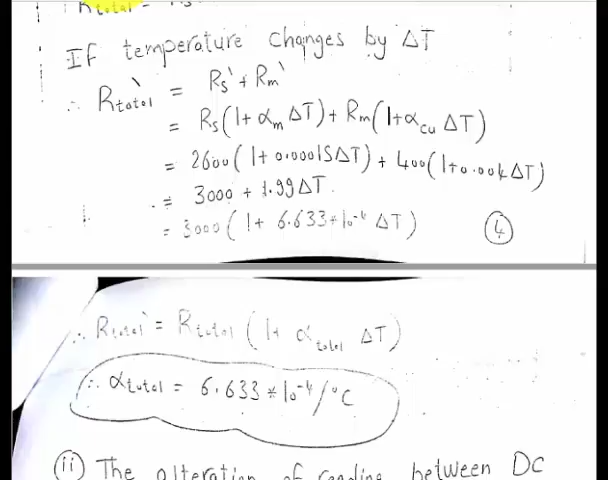 Rtotal =
If temperature changes by ΔT
∴ Rtotal` = Rs` + Rm`
= Rs(1+ αm ΔT) + Rm(1+αcu ΔT)
= 2600(1+0.00015ΔT) + 400(1+0.004ΔT)
= 3000 + 1.99ΔT.
= 3000(1+ 6.633*10⁻⁴ ΔT) ④
∴ Rtotal` = Rtotal(1+ αtotal ΔT)
∴ αtotal = 6.633*10⁻⁴/°C
(ii) The alteration of reading between DC